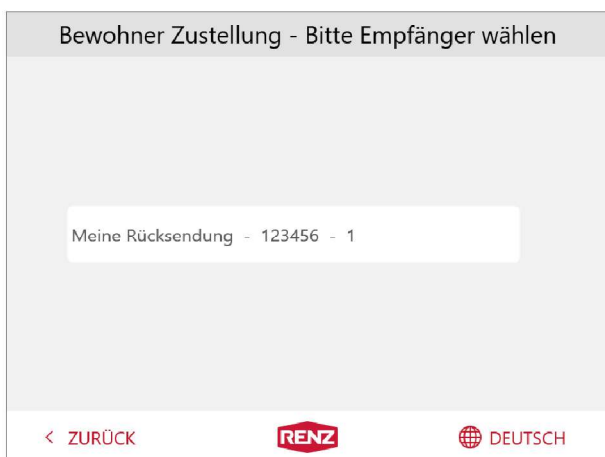 Bewohner Zustellung - Bitte Empfänger wählen
Meine Rücksendung - 123456 - 1
< ZURÜCK
RENZ
DEUTSCH